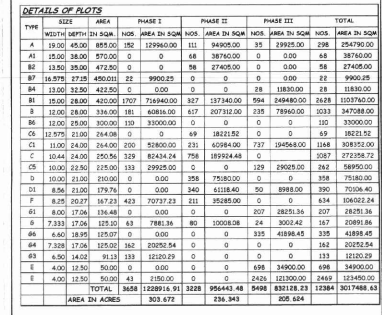 DETAILS OF PLOTS
TYPE SIZE AREA PHASE I PHASE II PHASE III TOTAL
WIDTH DEPTH IN SQM. NOS. AREA IN SQM NOS. AREA IN SQM NOS. AREA IN SQM NOS. AREA IN SQM
A 19.00 45.00 855.00 152 129960.00 111 94905.00 35 29925.00 298 254790.00
A1 15.00 38.00 570.00 0 0.00 68 38760.00 0 0 68 38760.00
B2 13.50 35.00 472.50 0 0.00 58 27405.00 0 0.00 58 27405.00
B7 16.575 27.15 450.011 22 9900.25 0 0 0 0.00 22 9900.25
B4 13.00 32.50 422.50 0 0.00 0 0 28 11830.00 28 11830.00
B1 15.00 28.00 420.00 1707 716940.00 327 137340.00 594 249480.00 2628 1103760.00
B 12.00 28.00 336.00 181 60816.00 617 207312.00 235 78960.00 1033 347088.00
B6 12.00 25.00 300.00 110 33000.00 0 0 0 0.00 110 33000.00
C6 12.575 21.00 264.08 0 0 69 18221.52 0 0 69 18221.52
C1 11.00 24.00 264.00 200 52800.00 231 60984.00 737 194568.00 1168 308352.00
C 10.44 24.00 250.56 329 82434.24 758 189924.48 0 0 1087 272358.72
C5 10.00 22.50 225.00 133 29925.00 0 0 129 29025.00 262 58950.00
D 10.00 21.00 210.00 0 0.00 358 75180.00 0 0 358 75180.00
D1 8.56 21.00 179.76 0 0.00 340 61118.40 50 8988.00 390 70106.40
F 8.25 20.27 167.23 423 70737.23 211 35285.00 0 0 634 106022.24
G1 8.00 17.06 136.48 0 0.00 0 0 207 28251.36 207 28251.36
G 7.333 17.06 125.10 63 7881.36 80 10008.08 24 3002.42 167 20891.86
G6 6.60 18.95 125.07 0 0.00 0 0 335 41898.45 335 41898.45
G4 7.328 17.06 125.02 162 20252.54 0 0 0 0 162 20252.54
G3 6.50 14.02 91.13 133 12120.29 0 0 0 0 133 12120.29
E 4.00 12.50 50.00 0 0.00 0 0 698 34900.00 698 34900.00
E 4.00 12.50 50.00 43 2150.00 0 0 2426 121300.00 2469 123450.00
TOTAL 3658 1228916.91 3228 956443.48 5498 832128.23 12384 3017488.63
AREA IN ACRES 303.672 236.343 205.624